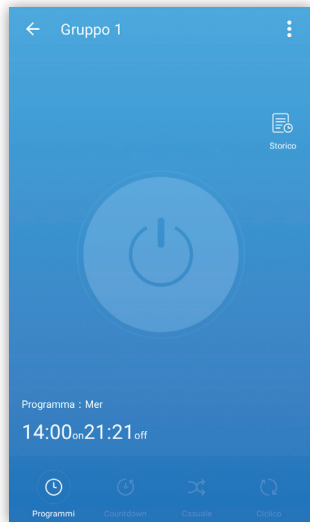 Gruppo 1
Storico
Programma : Mer
14:00on21:21off
Programmi Countdown Casuale Ciclico